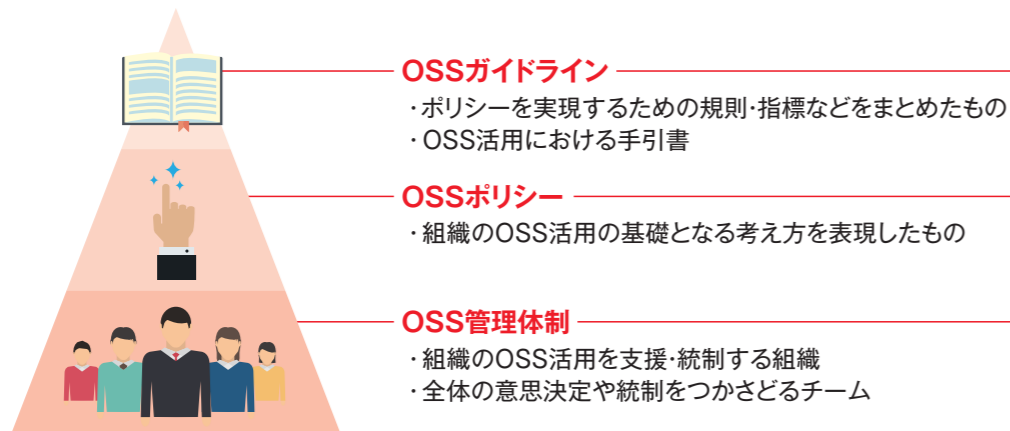 OSSガイドライン
・ポリシーを実現するための規則・指標などをまとめたもの
・OSS活用における手引書
OSSポリシー
・組織のOSS活用の基礎となる考え方を表現したもの
OSS管理体制
・組織のOSS活用を支援・統制する組織
・全体の意思決定や統制をつかさどるチーム